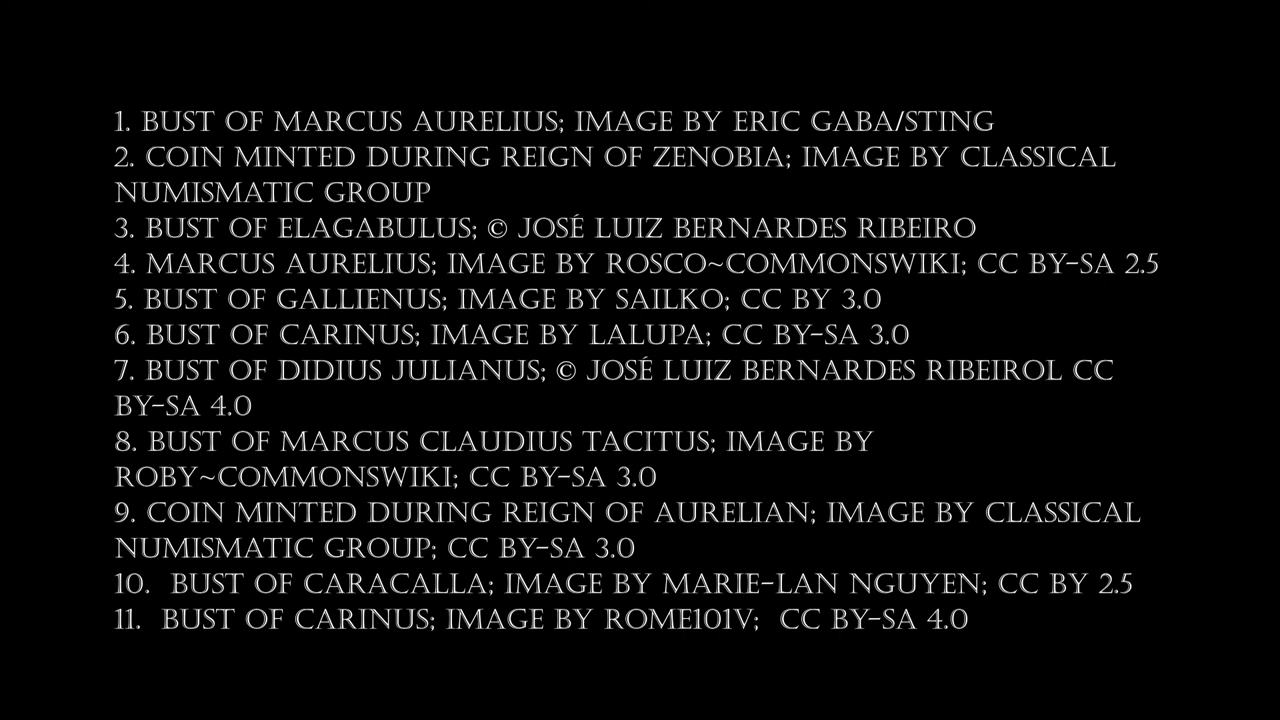 1. BUST OF MARCUS AURELIUS; IMAGE BY ERIC GABA/STING
2. COIN MINTED DURING REIGN OF ZENOBIA; IMAGE BY CLASSICAL
NUMISMATIC GROUP
3. BUST OF ELAGABULUS; © JOSÉ LUIZ BERNARDES RIBEIRO
4. MARCUS AURELIUS; IMAGE BY ROSCO~COMMONSWIKI; CC BY-SA 2.5
5. BUST OF GALLIENUS; IMAGE BY SAILKO; CC BY 3.0
6. BUST OF CARINUS; IMAGE BY LALUPA; CC BY-SA 3.0
7. BUST OF DIDIUS JULIANUS; © JOSÉ LUIZ BERNARDES RIBEIROL CC
BY-SA 4.0
8. BUST OF MARCUS CLAUDIUS TACITUS; IMAGE BY
ROBY~COMMONSWIKI; CC BY-SA 3.0
9. COIN MINTED DURING REIGN OF AURELIAN; IMAGE BY CLASSICAL
NUMISMATIC GROUP; CC BY-SA 3.0
10.  BUST OF CARACALLA; IMAGE BY MARIE-LAN NGUYEN; CC BY 2.5
11.  BUST OF CARINUS; IMAGE BY ROME101V;  CC BY-SA 4.0